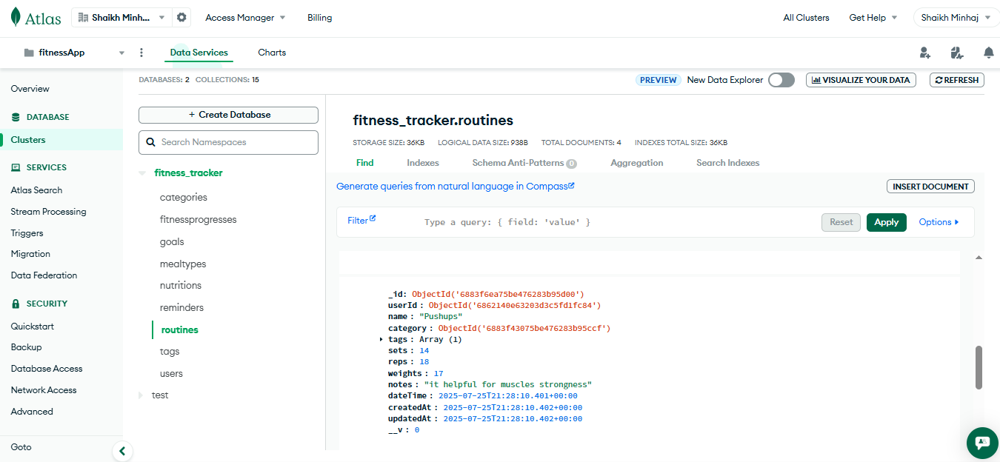 Atlas
Shaikh Minh...
Access Manager
Billing
All Clusters
Get Help
Shaikh Minhaj
fitnessApp
Data Services
Charts
DATABASES: 2 COLLECTIONS: 15
PREVIEW
New Data Explorer
VISUALIZE YOUR DATA
REFRESH
Overview
DATABASE
Clusters
SERVICES
Atlas Search
Stream Processing
Triggers
Migration
Data Federation
SECURITY
Quickstart
Backup
Database Access
Network Access
Advanced
Goto
+ Create Database
Search Namespaces
fitness_tracker
categories
fitnessprogresses
goals
mealtypes
nutritions
reminders
routines
tags
users
test
fitness_tracker.routines
STORAGE SIZE: 36KB LOGICAL DATA SIZE: 938B TOTAL DOCUMENTS: 4 INDEXES TOTAL SIZE: 36KB
Find Indexes Schema Anti-Patterns 0 Aggregation Search Indexes
Generate queries from natural language in Compass
INSERT DOCUMENT
Filter
Type a query: { field: 'value' }
Reset
Apply
Options
_id: ObjectId('6883f6ea75be476283b95d00')
userId: ObjectId('6862140e63203d3c5fd1fc84')
name: "Pushups"
category: ObjectId('6883f43075be476283b95ccf')
tags: Array (1)
sets: 14
reps: 18
weights: 17
notes: "it helpful for muscles strongness"
dateTime: 2025-07-25T21:28:10.401+00:00
createdAt: 2025-07-25T21:28:10.402+00:00
updatedAt: 2025-07-25T21:28:10.402+00:00
__v: 0